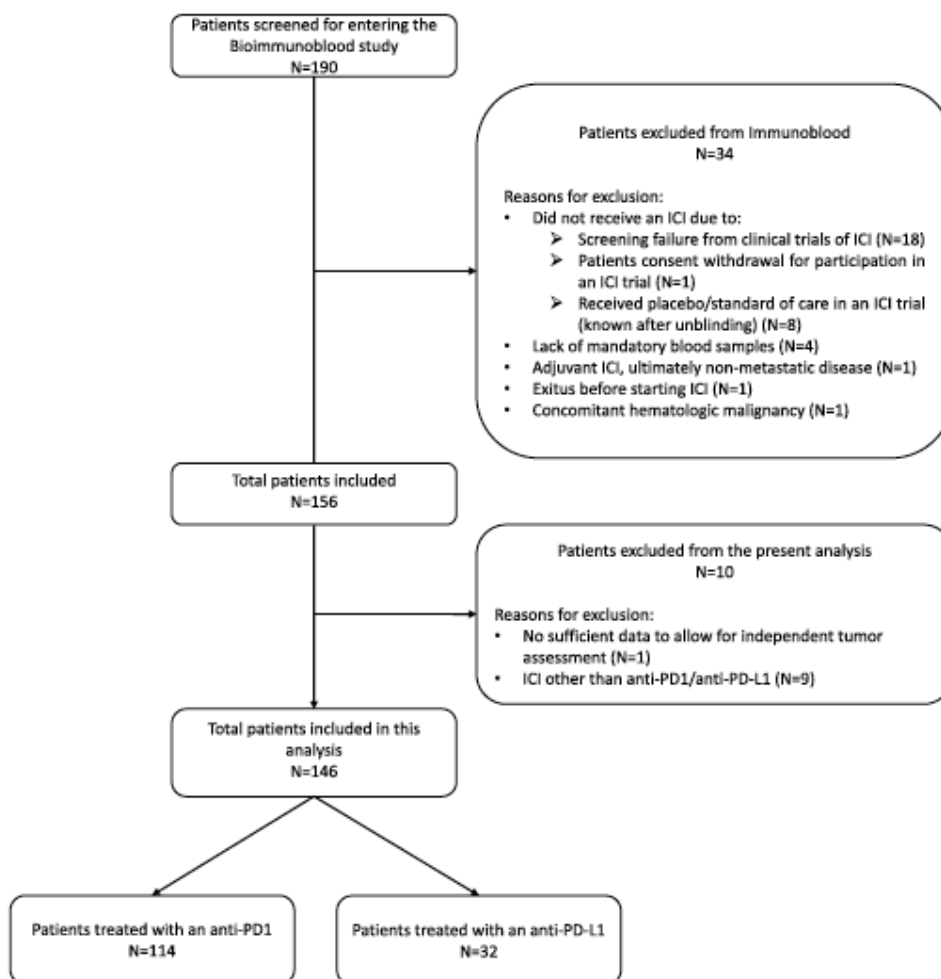 Patients screened for entering the
Bioimmunoblood study
N=190
Patients excluded from Immunoblood
N=34
Reasons for exclusion:
• Did not receive an ICI due to:
➢ Screening failure from clinical trials of ICI (N=18)
➢ Patients consent withdrawal for participation in
an ICI trial (N=1)
➢ Received placebo/standard of care in an ICI trial
(known after unblinding) (N=8)
• Lack of mandatory blood samples (N=4)
• Adjuvant ICI, ultimately non-metastatic disease (N=1)
• Exitus before starting ICI (N=1)
• Concomitant hematologic malignancy (N=1)
Total patients included
N=156
Patients excluded from the present analysis
N=10
Reasons for exclusion:
• No sufficient data to allow for independent tumor
assessment (N=1)
• ICI other than anti-PD1/anti-PD-L1 (N=9)
Total patients included in this
analysis
N=146
Patients treated with an anti-PD1
N=114
Patients treated with an anti-PD-L1
N=32